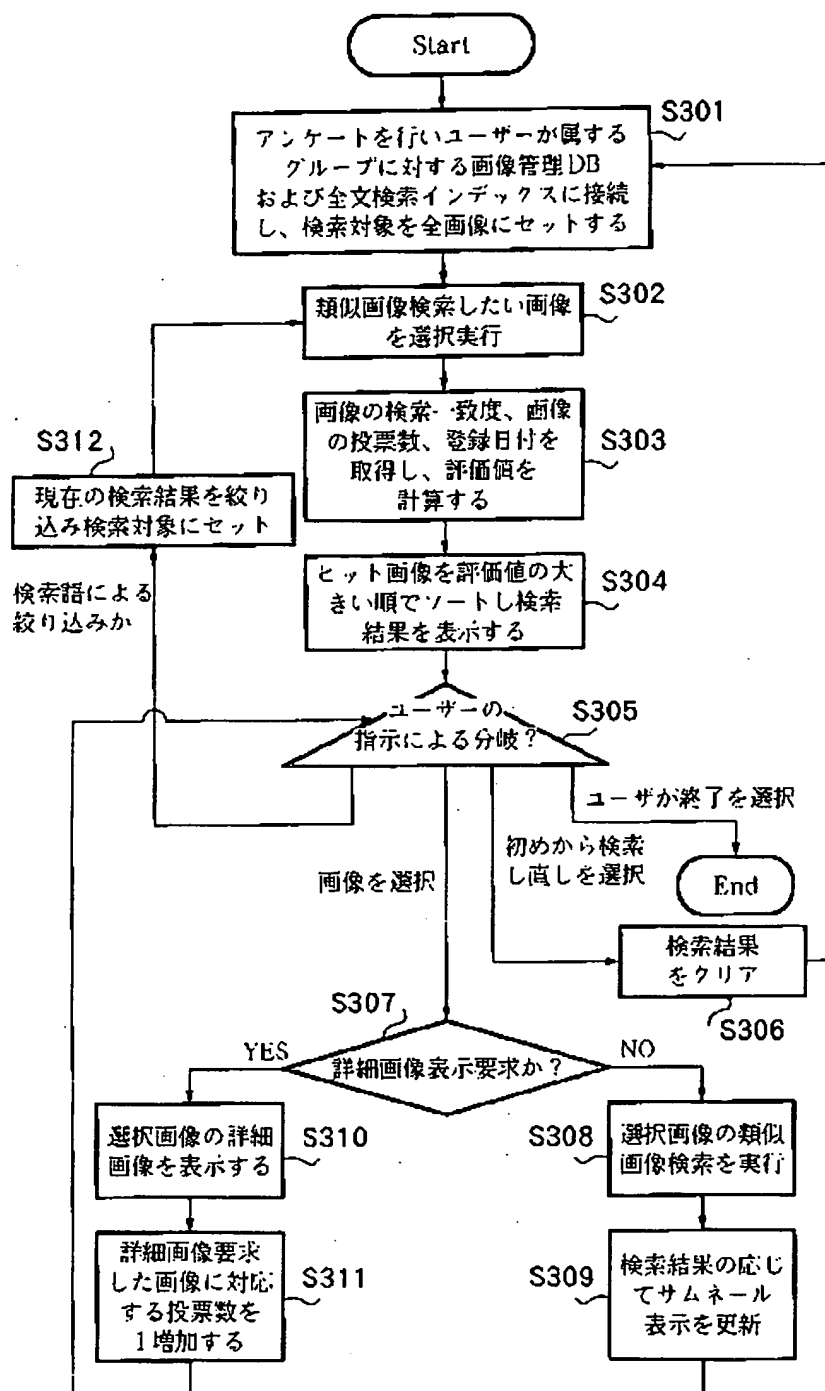 Start
S301
アンケートを行いユーザーが属する
グループに対する画像管理DB
および全文検索インデックスに接続
し、検索対象を全画像にセットする
S302
類似画像検索したい画像
を選択実行
S303
画像の検索一致度、画像
の投票数、登録日付を
取得し、評価値を
計算する
S312
現在の検索結果を絞り
込み検索対象にセット
S304
ヒット画像を評価値の大
きい順でソートし検索
結果を表示する
検索語による
絞り込みか
S305
ユーザーの
指示による分岐？
ユーザが終了を選択
初めから検索
し直しを選択
画像を選択
End
検索結果
をクリア
S306
S307
YES
詳細画像表示要求か？
NO
選択画像の詳細
画像を表示する
S310
S308
選択画像の類似
画像検索を実行
詳細画像要求
した画像に対応
する投票数を
1増加する
S311
S309
検索結果の応じ
てサムネール
表示を更新